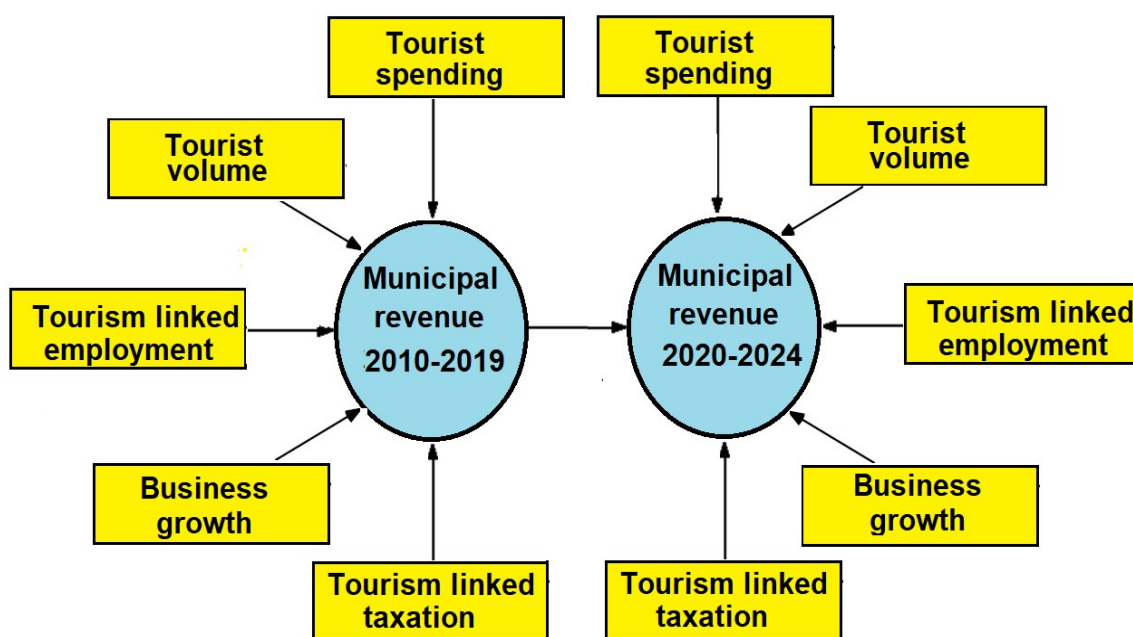 Tourist
spending
Tourist
spending
Tourist
volume
Tourist
volume
Municipal
revenue
2010-2019
Municipal
revenue
2020-2024
Tourism linked
employment
Tourism linked
employment
Business
growth
Business
growth
Tourism linked
taxation
Tourism linked
taxation